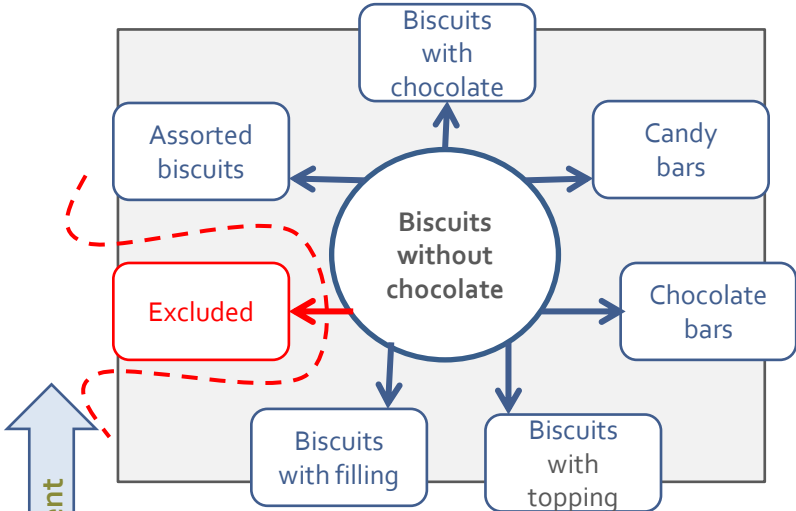 Biscuits
with
chocolate
Assorted
biscuits
Candy
bars
Biscuits
without
chocolate
Excluded
Chocolate
bars
Biscuits
with filling
Biscuits
with
topping
ent